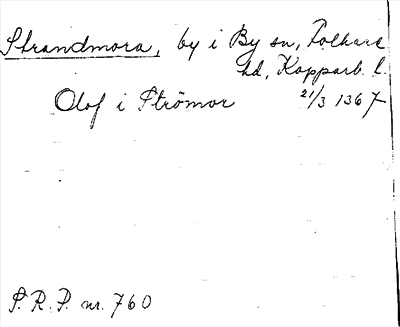 Strandmora, by i By sn, Folkare
hd, Kopparb. l.
Olof i Strömor 21/3 1367
S. R. P. nr. 760